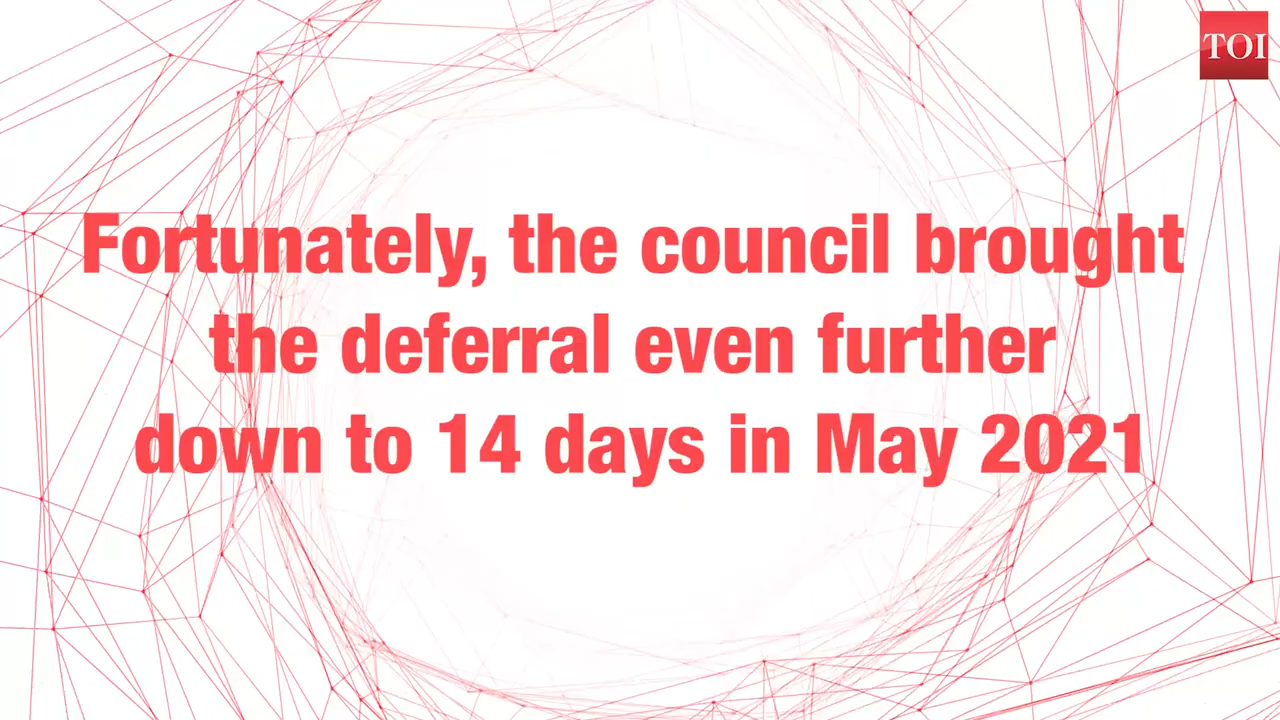 TOI
Fortunately, the council brought
the deferral even further
down to 14 days in May 2021